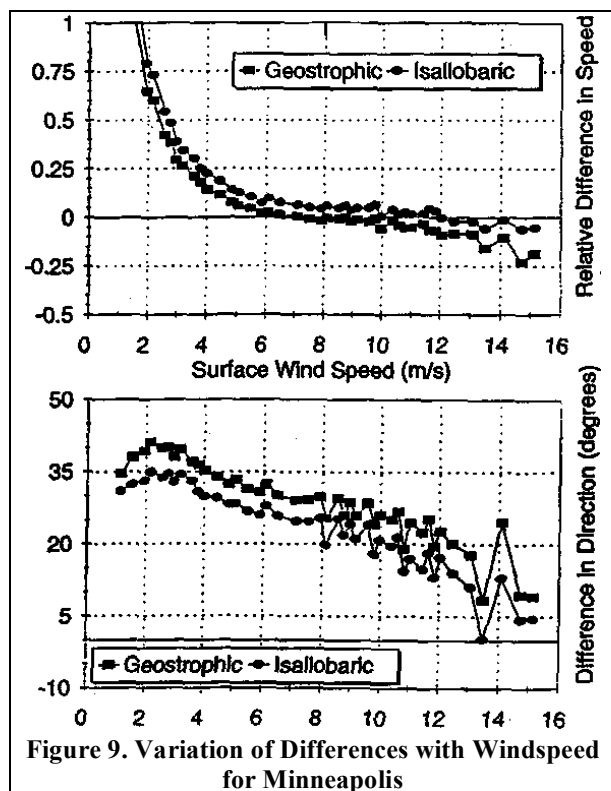 1
0.75
0.5
0.25
0
-0.25
-0.5
Geostrophic Isallobaric
Relative Difference in Speed
0 2 4 6 8 10 12 14 16
Surface Wind Speed (m/s)
50
35
20
5
-10
Geostrophic Isallobaric
Difference in Direction (degrees)
0 2 4 6 8 10 12 14 16
Figure 9. Variation of Differences with Windspeed
for Minneapolis